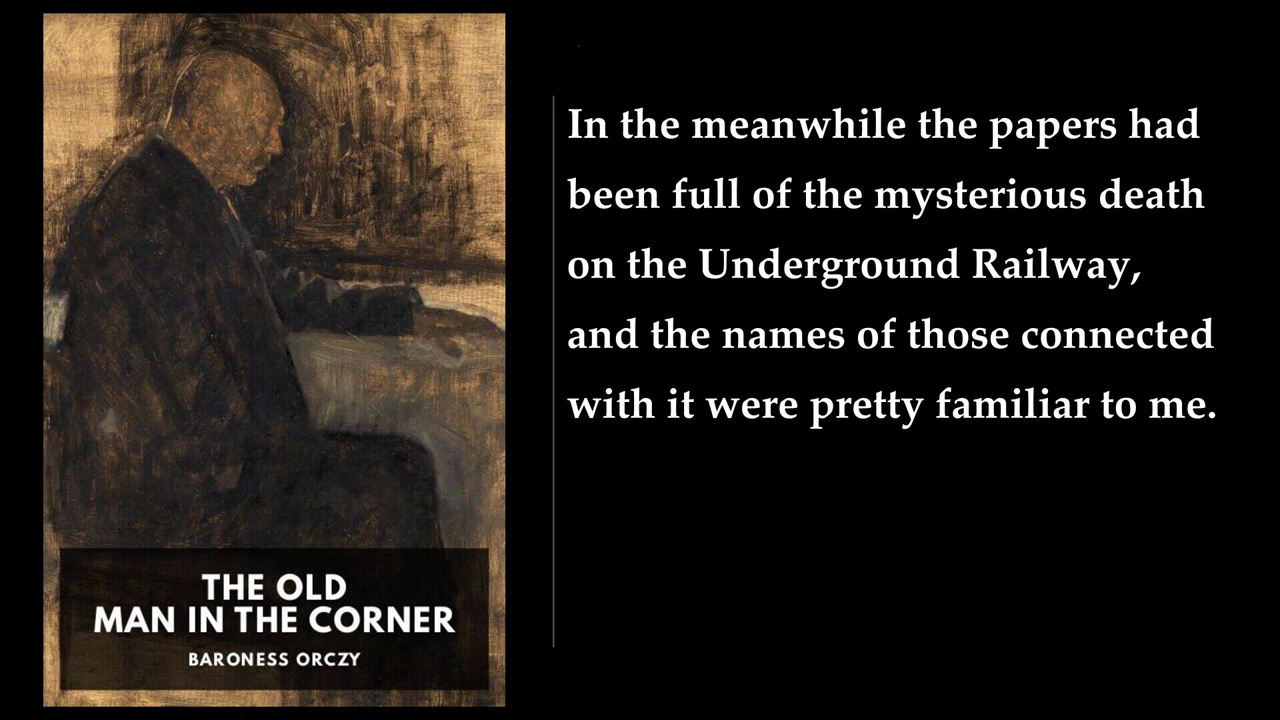 THE OLD
MAN IN THE CORNER
BARONESS ORCZY
In the meanwhile the papers had
been full of the mysterious death
on the Underground Railway,
and the names of those connected
with it were pretty familiar to me.